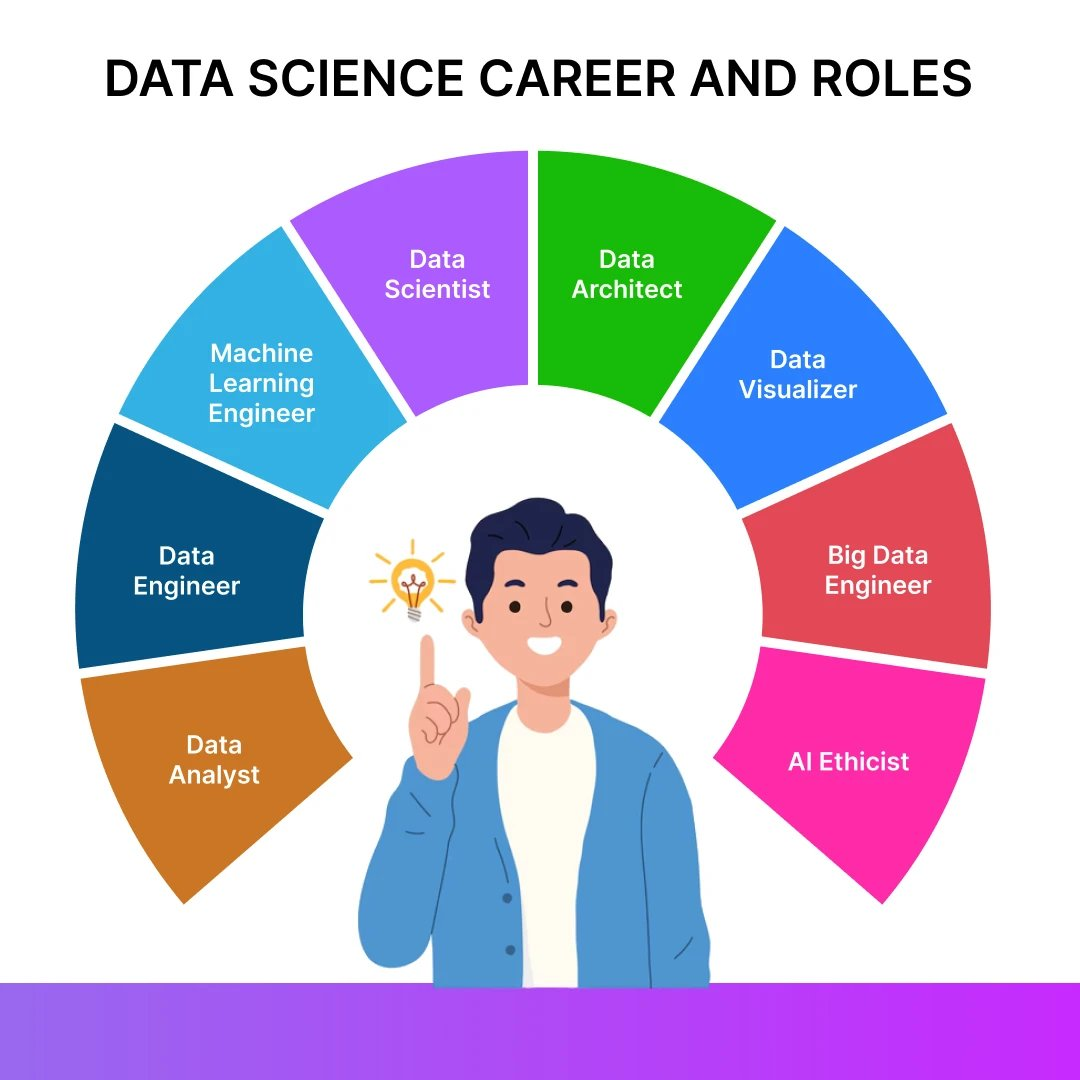 DATA SCIENCE CAREER AND ROLES
Data
Scientist
Data
Architect
Machine
Learning
Engineer
Data
Visualizer
Data
Engineer
Big Data
Engineer
Data
Analyst
AI Ethicist